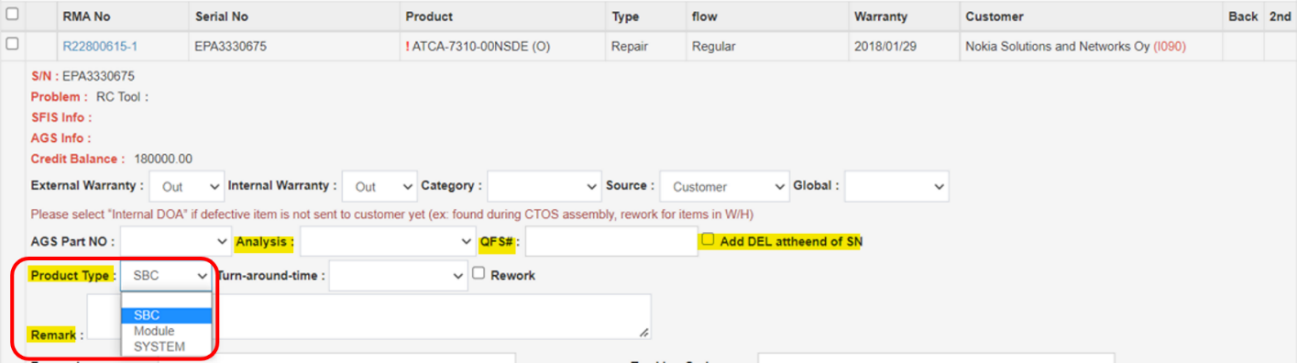 RMA No Serial No Product Type flow Warranty Customer Back 2nd
R22800615-1 EPA3330675 ! ATCA-7310-00NSDE (O) Repair Regular 2018/01/29 Nokia Solutions and Networks Oy (I090)
S/N : EPA3330675
Problem : RC Tool :
SFIS Info :
AGS Info :
Credit Balance : 180000.00
External Warranty : Out Internal Warranty : Out Category : Source : Customer Global :
Please select "Internal DOA" if defective item is not sent to customer yet (ex: found during CTOS assembly, rework for items in W/H)
AGS Part NO : Analysis : QFS# : Add DEL attheend of SN
Product Type : SBC Turn-around-time : Rework
SBC
Module
Remark :
SYSTEM